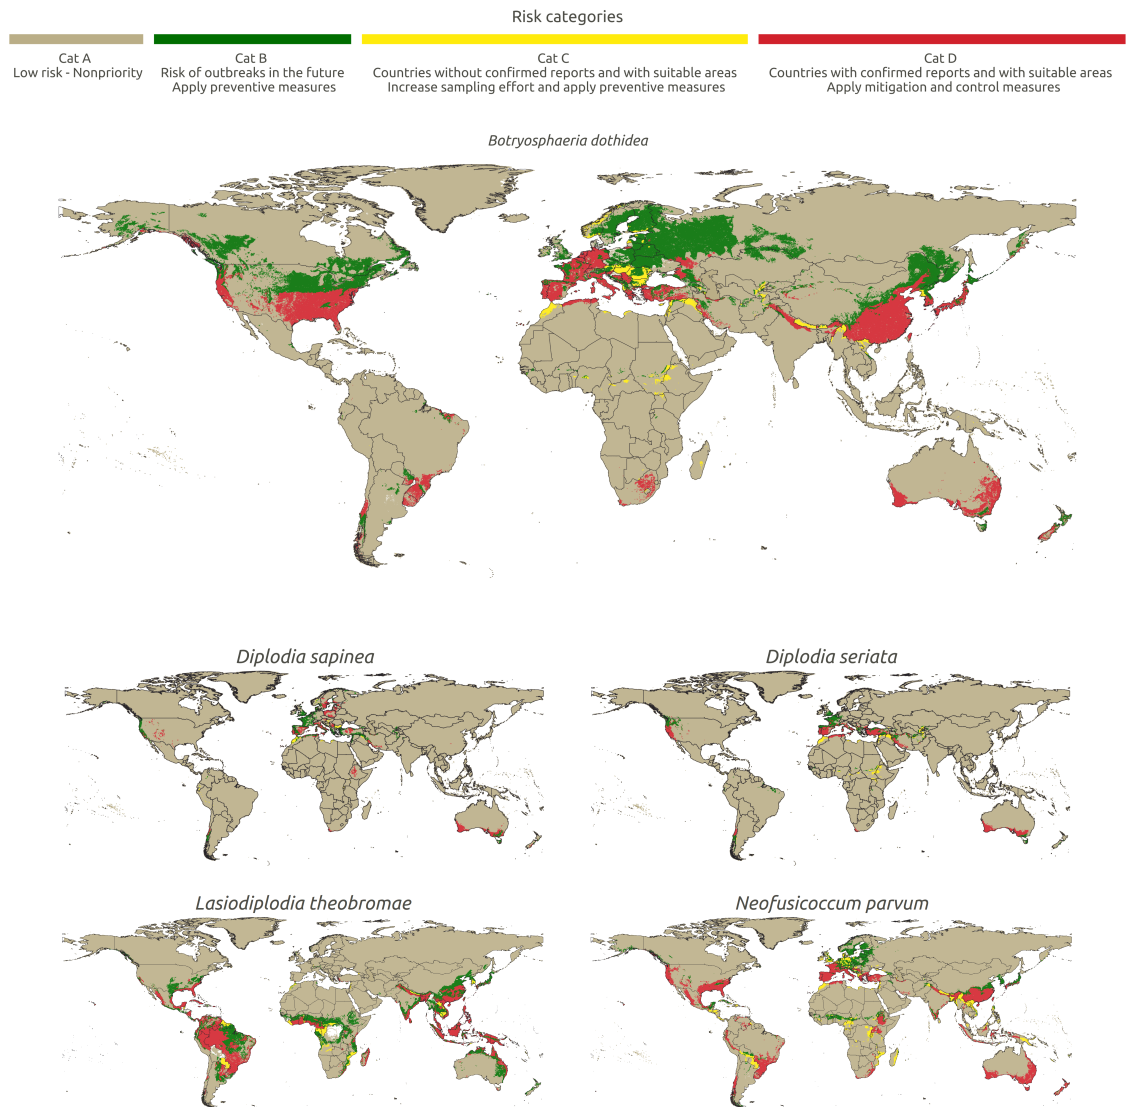 Risk categories
Cat A
Low risk - Nonpriority
Cat B
Risk of outbreaks in the future
Apply preventive measures
Cat C
Countries without confirmed reports and with suitable areas
Increase sampling effort and apply preventive measures
Cat D
Countries with confirmed reports and with suitable areas
Apply mitigation and control measures
Botryosphaeria dothidea
Diplodia sapinea
Diplodia seriata
Lasiodiplodia theobromae
Neofusicoccum parvum